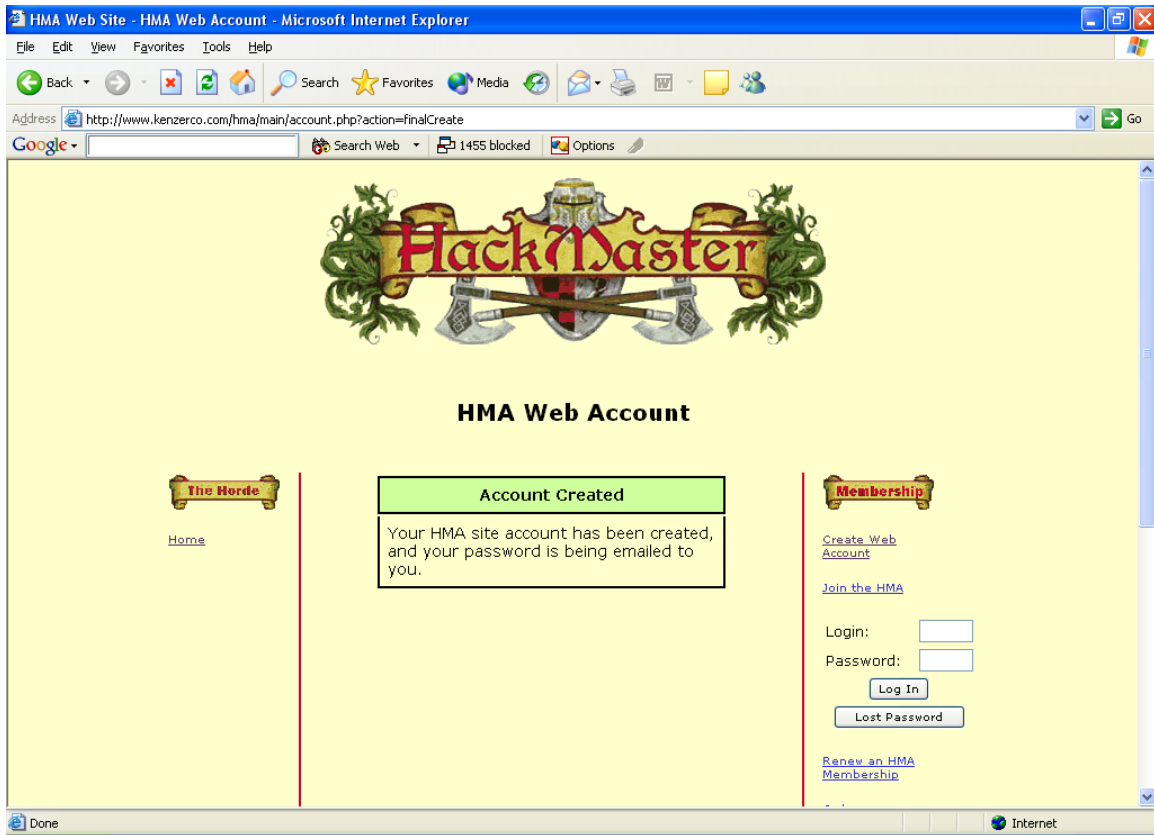 HMA Web Site - HMA Web Account - Microsoft Internet Explorer
File Edit View Favorites Tools Help
Back Search Favorites Media
Address http://www.kenzerco.com/hma/main/account.php?action=finalCreate Go
Google Search Web 1455 blocked Options
HackMaster
HMA Web Account
The Horde
Home
Account Created
Your HMA site account has been created,
and your password is being emailed to
you.
Membership
Create Web
Account
Join the HMA
Login:
Password:
Log In
Lost Password
Renew an HMA
Membership
Done Internet